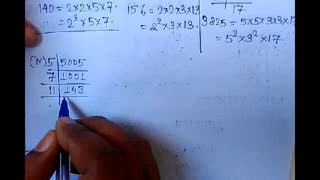 140 = 2×2×5×7.
= 2²×5×7.
156 = 2×2×3×13
= 2²×3×13.
17
3825 = 5×5×3×3×17
= 5²×3²×17.
(iv) 5 | 5005
7 | 1001
11 | 143